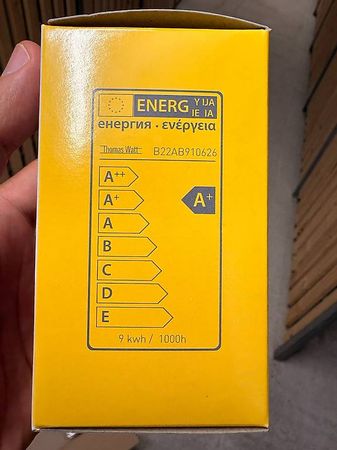 ENERG Y IJA IE IA
енергия · ενέργεια
Thomas Watt B22AB910626
A++
A+ A+
A
B
C
D
E
9 kwh / 1000h